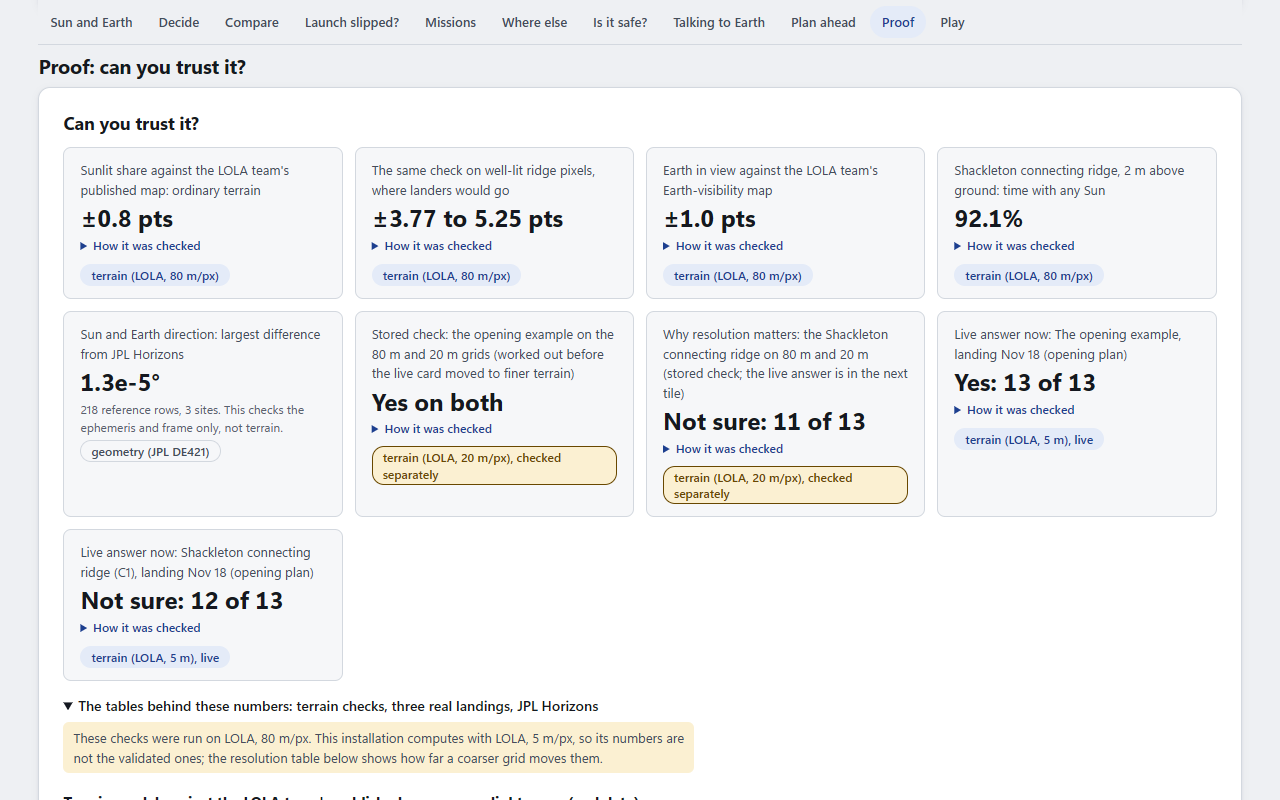 Sun and Earth
Decide
Compare
Launch slipped?
Missions
Where else
Is it safe?
Talking to Earth
Plan ahead
Proof
Play
Proof: can you trust it?
Can you trust it?
Sunlit share against the LOLA team's
published map: ordinary terrain
±0.8 pts
How it was checked
terrain (LOLA, 80 m/px)
The same check on well-lit ridge pixels,
where landers would go
±3.77 to 5.25 pts
How it was checked
terrain (LOLA, 80 m/px)
Earth in view against the LOLA team's
Earth-visibility map
±1.0 pts
How it was checked
terrain (LOLA, 80 m/px)
Shackleton connecting ridge, 2 m above
ground: time with any Sun
92.1%
How it was checked
terrain (LOLA, 80 m/px)
Sun and Earth direction: largest difference
from JPL Horizons
1.3e-5°
218 reference rows, 3 sites. This checks the
ephemeris and frame only, not terrain.
geometry (JPL DE421)
Stored check: the opening example on the
80 m and 20 m grids (worked out before
the live card moved to finer terrain)
Yes on both
How it was checked
terrain (LOLA, 20 m/px), checked
separately
Why resolution matters: the Shackleton
connecting ridge on 80 m and 20 m
(stored check; the live answer is in the next
tile)
Not sure: 11 of 13
How it was checked
terrain (LOLA, 20 m/px), checked
separately
Live answer now: The opening example,
landing Nov 18 (opening plan)
Yes: 13 of 13
How it was checked
terrain (LOLA, 5 m), live
Live answer now: Shackleton connecting
ridge (C1), landing Nov 18 (opening plan)
Not sure: 12 of 13
How it was checked
terrain (LOLA, 5 m), live
The tables behind these numbers: terrain checks, three real landings, JPL Horizons
These checks were run on LOLA, 80 m/px. This installation computes with LOLA, 5 m/px, so its numbers are
not the validated ones; the resolution table below shows how far a coarser grid moves them.